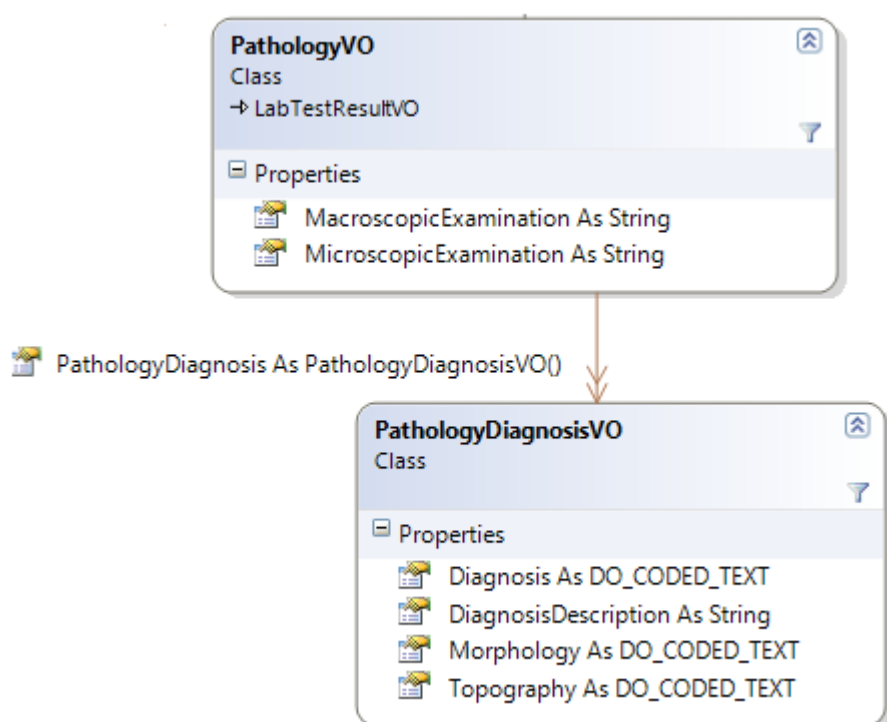 PathologyVO
Class
LabTestResultVO
Properties
MacroscopicExamination As String
MicroscopicExamination As String
PathologyDiagnosis As PathologyDiagnosisVO()
PathologyDiagnosisVO
Class
Properties
Diagnosis As DO_CODED_TEXT
DiagnosisDescription As String
Morphology As DO_CODED_TEXT
Topography As DO_CODED_TEXT